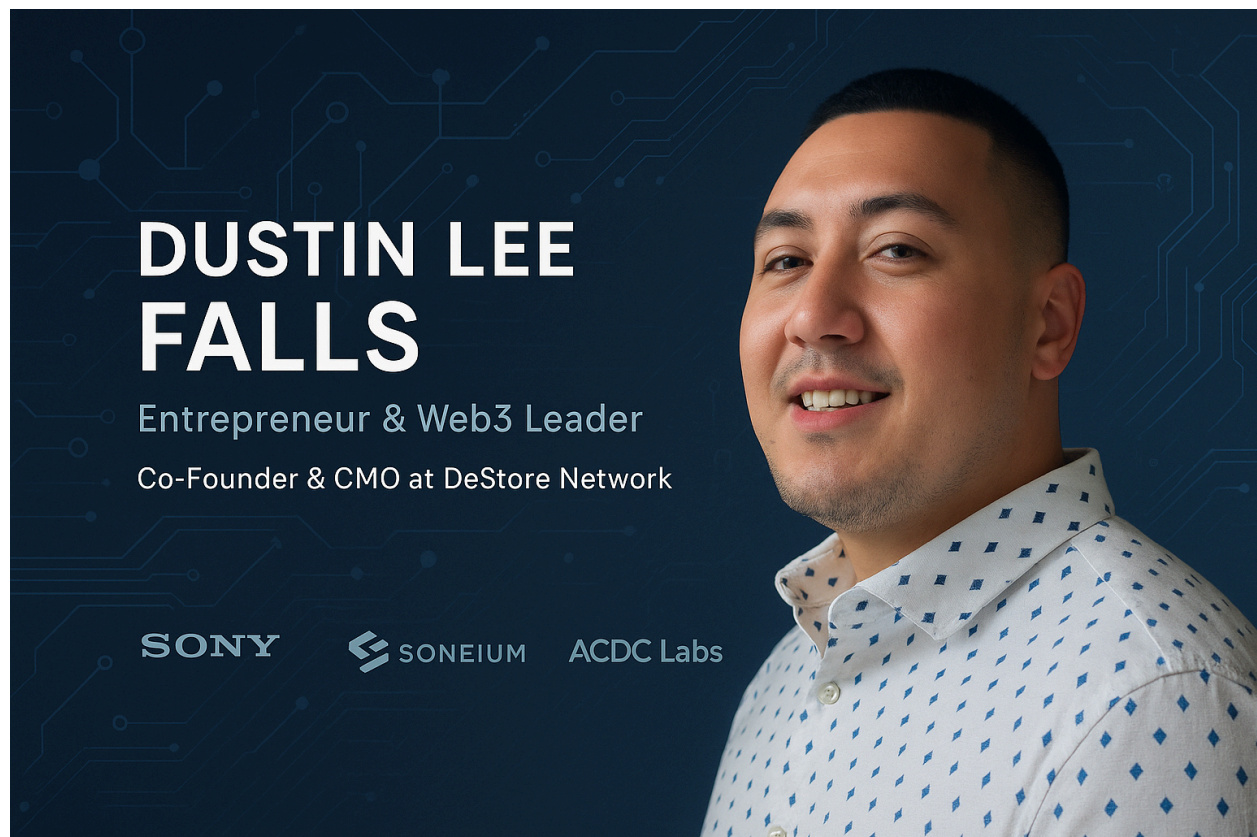 DUSTIN LEE
FALLS
Entrepreneur & Web3 Leader
Co-Founder & CMO at DeStore Network
SONY SONEIUM ACDC Labs